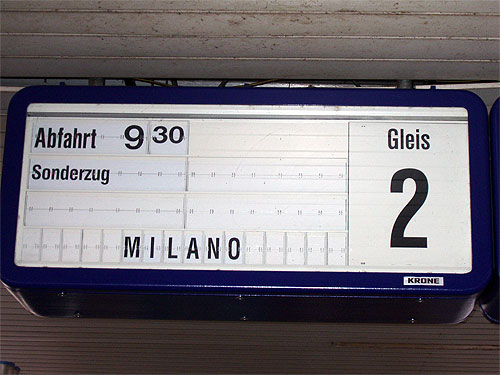 Abfahrt 9 30
Gleis
Sonderzug
2
MILANO
KRONE